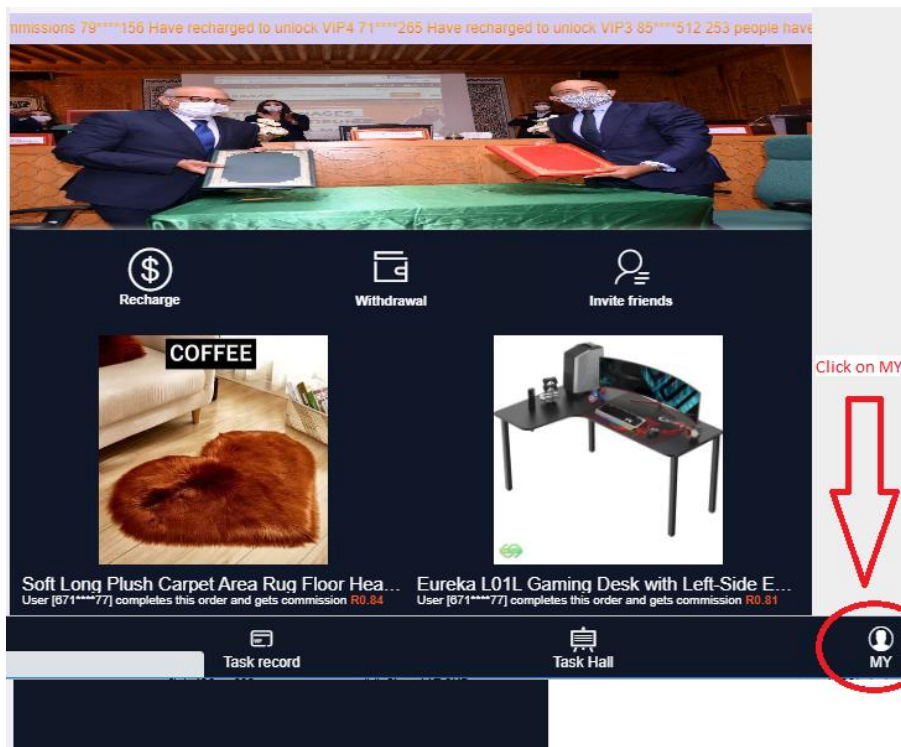 mmissions 79****156 Have recharged to unlock VIP4 71****265 Have recharged to unlock VIP3 85****512 253 people have
Recharge
Withdrawal
Invite friends
COFFEE
Click on MY
Soft Long Plush Carpet Area Rug Floor Hea...
Eureka L01L Gaming Desk with Left-Side E...
User [671****77] completes this order and gets commission R0.84
User [671****77] completes this order and gets commission R0.81
Task record
Task Hall
MY